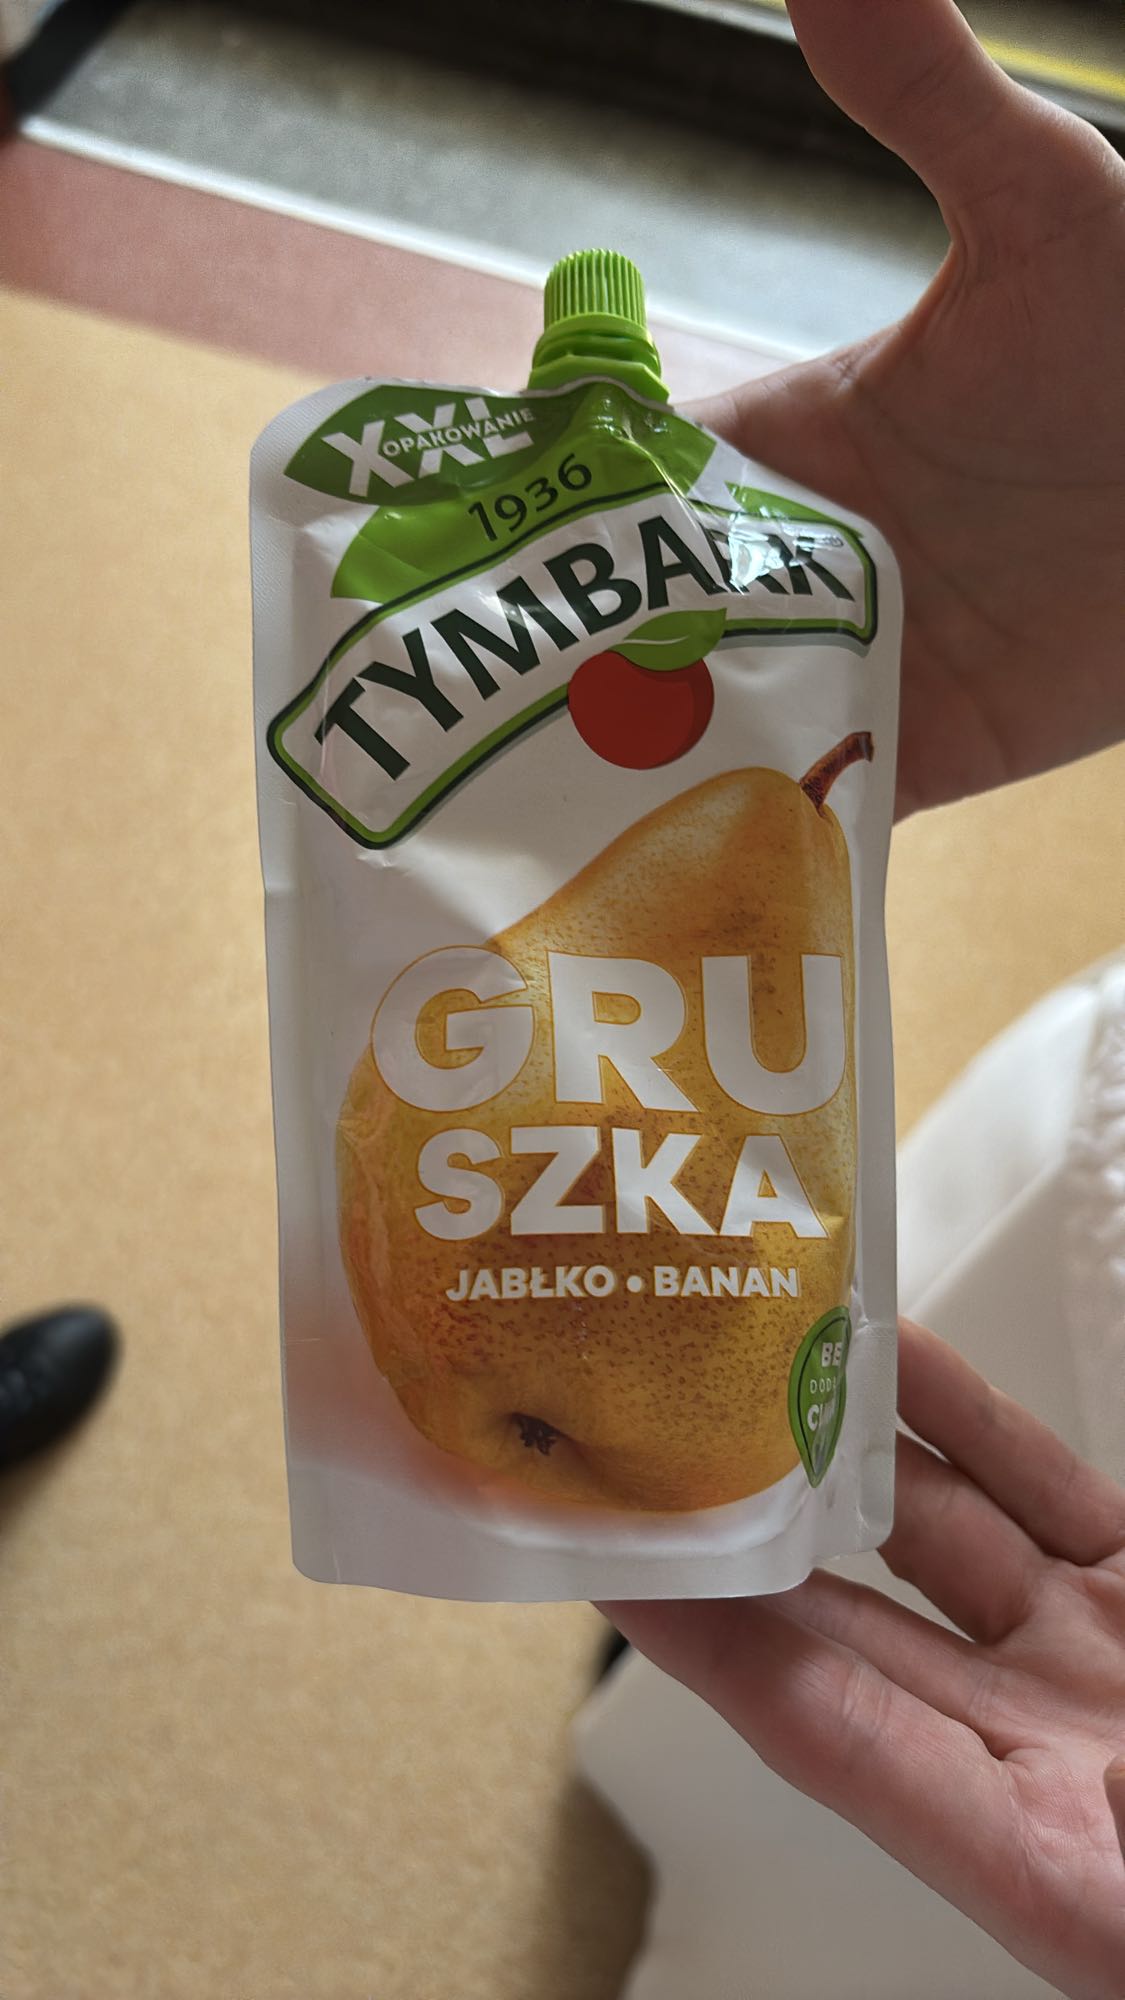 XXL
OPAKOWANIE
1936
TYMBARK
GRU
SZKA
JABŁKO • BANAN